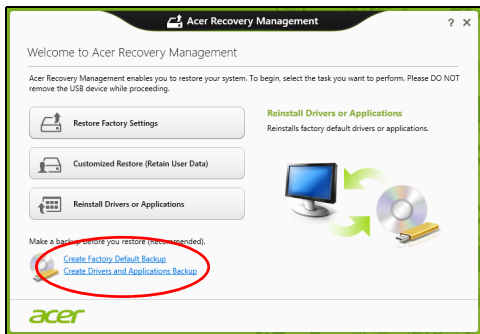 Acer Recovery Management
? ×
Welcome to Acer Recovery Management
Acer Recovery Management enables you to restore your system. To begin, select the task you want to perform. Please DO NOT
remove the USB device while proceeding.
Restore Factory Settings
Customized Restore (Retain User Data)
Reinstall Drivers or Applications
Reinstall Drivers or Applications
Reinstalls factory default drivers or applications.
Make a backup before you restore (Recommended).
Create Factory Default Backup
Create Drivers and Applications Backup
acer